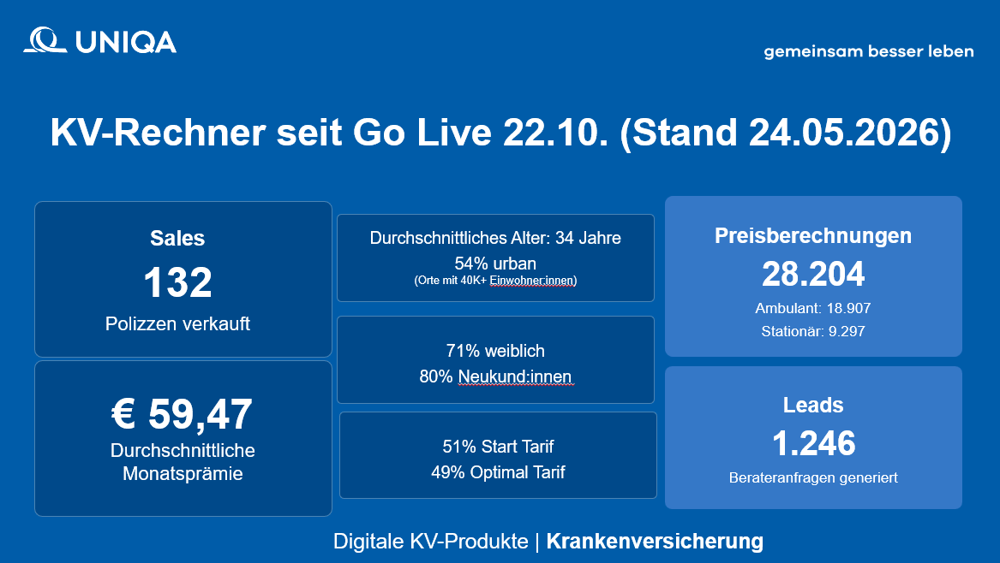 UNIQA
gemeinsam besser leben
KV-Rechner seit Go Live 22.10. (Stand 24.05.2026)
Sales
132
Polizzen verkauft
€ 59,47
Durchschnittliche
Monatsprämie
Durchschnittliches Alter: 34 Jahre
54% urban
(Orte mit 40K+ Einwohner:innen)
71% weiblich
80% Neukund:innen
51% Start Tarif
49% Optimal Tarif
Preisberechnungen
28.204
Ambulant: 18.907
Stationär: 9.297
Leads
1.246
Berateranfragen generiert
Digitale KV-Produkte | Krankenversicherung